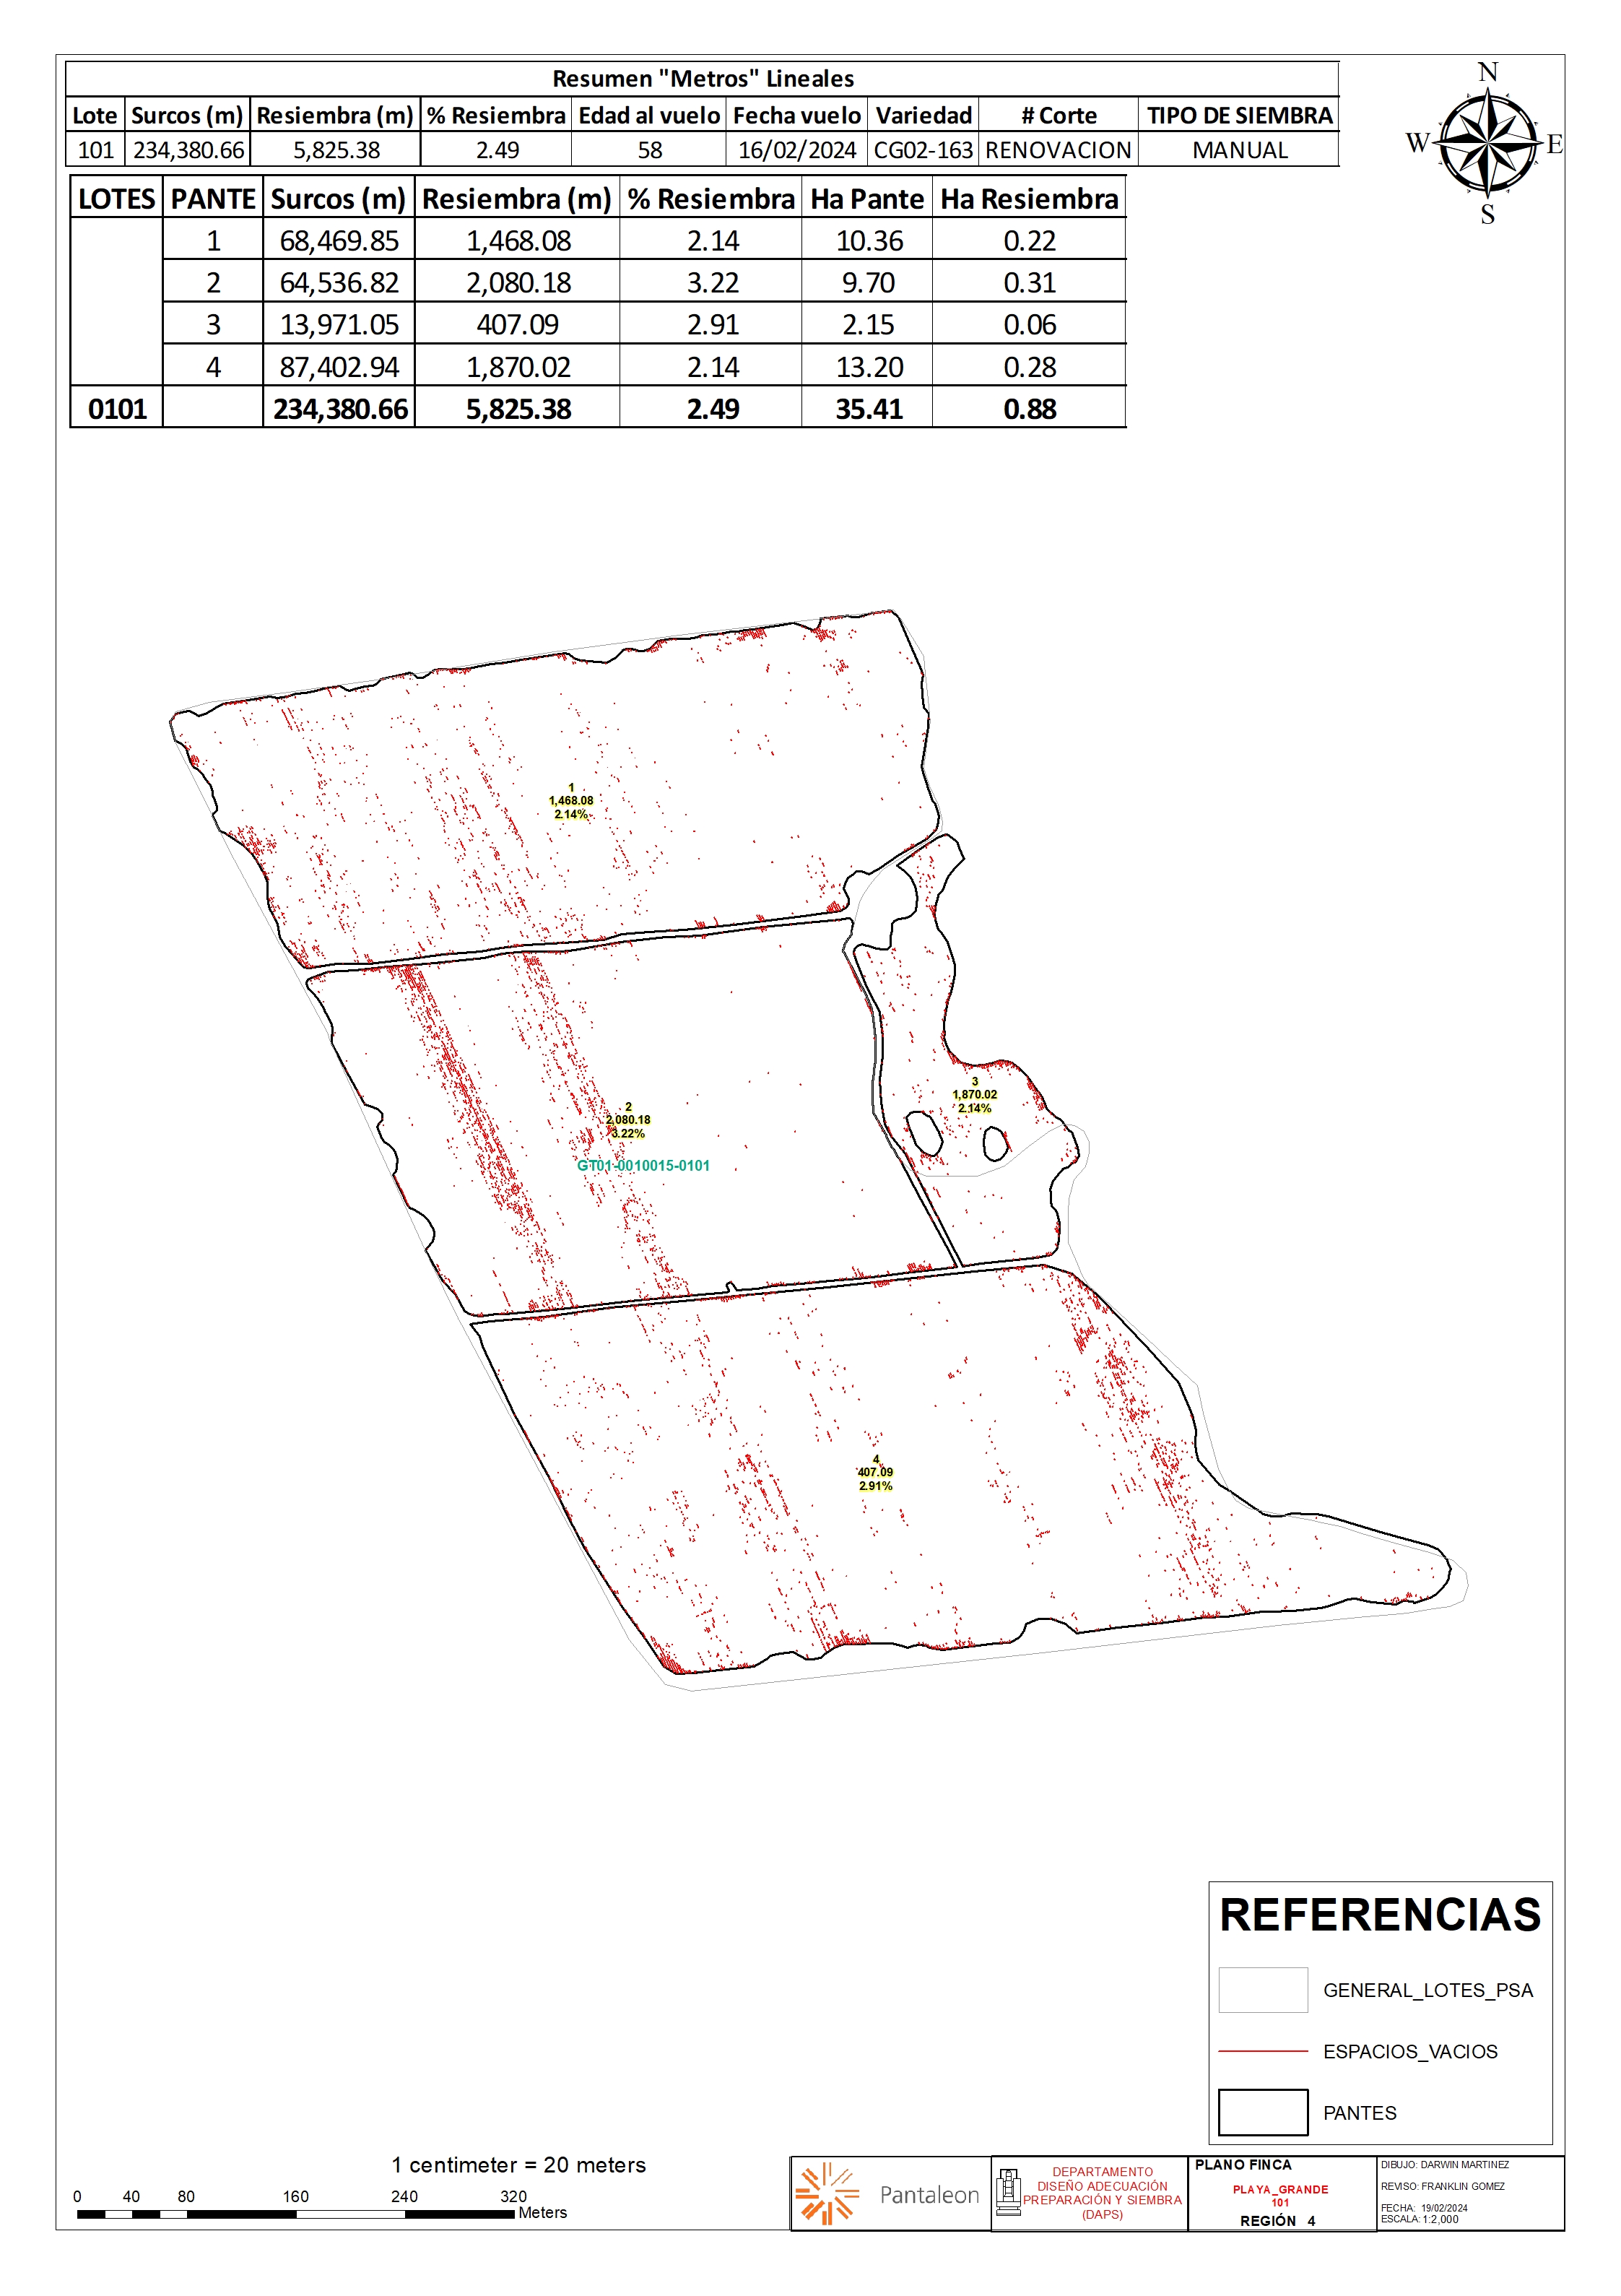 Resumen "Metros" Lineales
Lote Surcos (m) Resiembra (m) % Resiembra Edad al vuelo Fecha vuelo Variedad # Corte TIPO DE SIEMBRA
101 234,380.66 5,825.38 2.49 58 16/02/2024 CG02-163 RENOVACION MANUAL
LOTES PANTE Surcos (m) Resiembra (m) % Resiembra Ha Pante Ha Resiembra
1 68,469.85 1,468.08 2.14 10.36 0.22
2 64,536.82 2,080.18 3.22 9.70 0.31
3 13,971.05 407.09 2.91 2.15 0.06
4 87,402.94 1,870.02 2.14 13.20 0.28
0101 234,380.66 5,825.38 2.49 35.41 0.88
N
W E
S
1
1,468.08
2.14%
3
1,870.02
2.14%
2
2,080.18
3.22%
GT01-0010015-0101
4
407.09
2.91%
REFERENCIAS
GENERAL_LOTES_PSA
ESPACIOS_VACIOS
PANTES
1 centimeter = 20 meters
0 40 80 160 240 320
Meters
Pantaleon
DEPARTAMENTO
DISEÑO ADECUACIÓN
PREPARACIÓN Y SIEMBRA
(DAPS)
PLANO FINCA
PLAYA_GRANDE
101
REGIÓN 4
DIBUJO: DARWIN MARTINEZ
REVISO: FRANKLIN GOMEZ
FECHA: 19/02/2024
ESCALA: 1:2,000